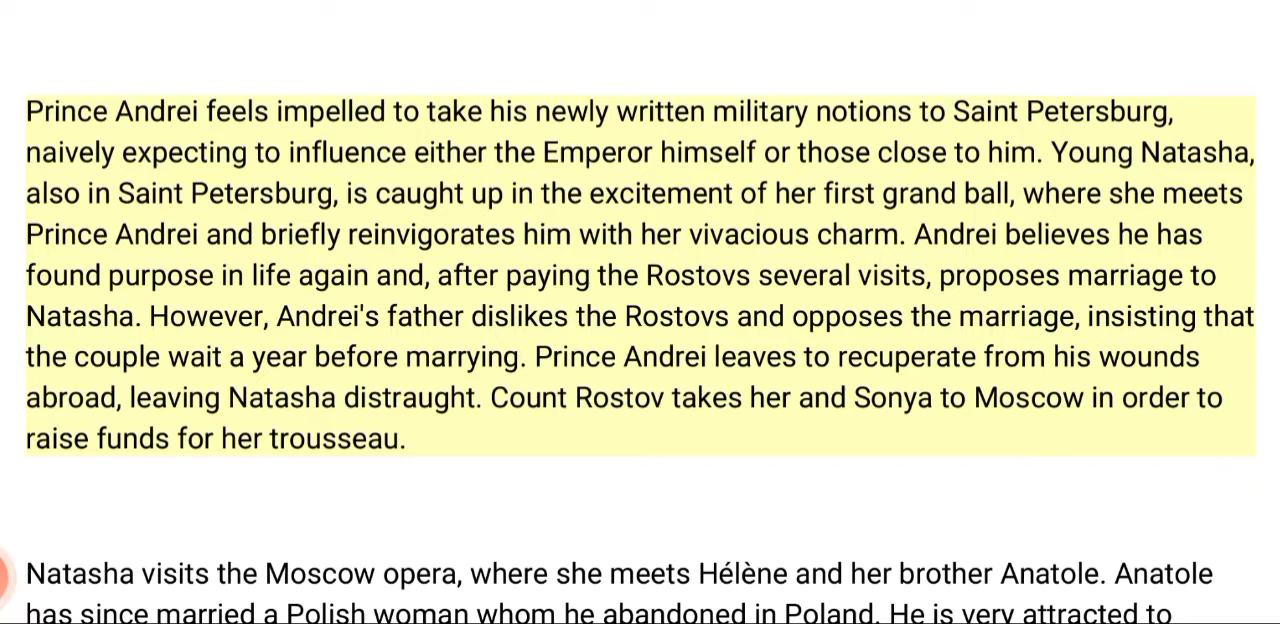 Prince Andrei feels impelled to take his newly written military notions to Saint Petersburg,
naively expecting to influence either the Emperor himself or those close to him. Young Natasha,
also in Saint Petersburg, is caught up in the excitement of her first grand ball, where she meets
Prince Andrei and briefly reinvigorates him with her vivacious charm. Andrei believes he has
found purpose in life again and, after paying the Rostovs several visits, proposes marriage to
Natasha. However, Andrei's father dislikes the Rostovs and opposes the marriage, insisting that
the couple wait a year before marrying. Prince Andrei leaves to recuperate from his wounds
abroad, leaving Natasha distraught. Count Rostov takes her and Sonya to Moscow in order to
raise funds for her trousseau.
Natasha visits the Moscow opera, where she meets Hélène and her brother Anatole. Anatole
has since married a Polish woman whom he abandoned in Poland. He is very attracted to